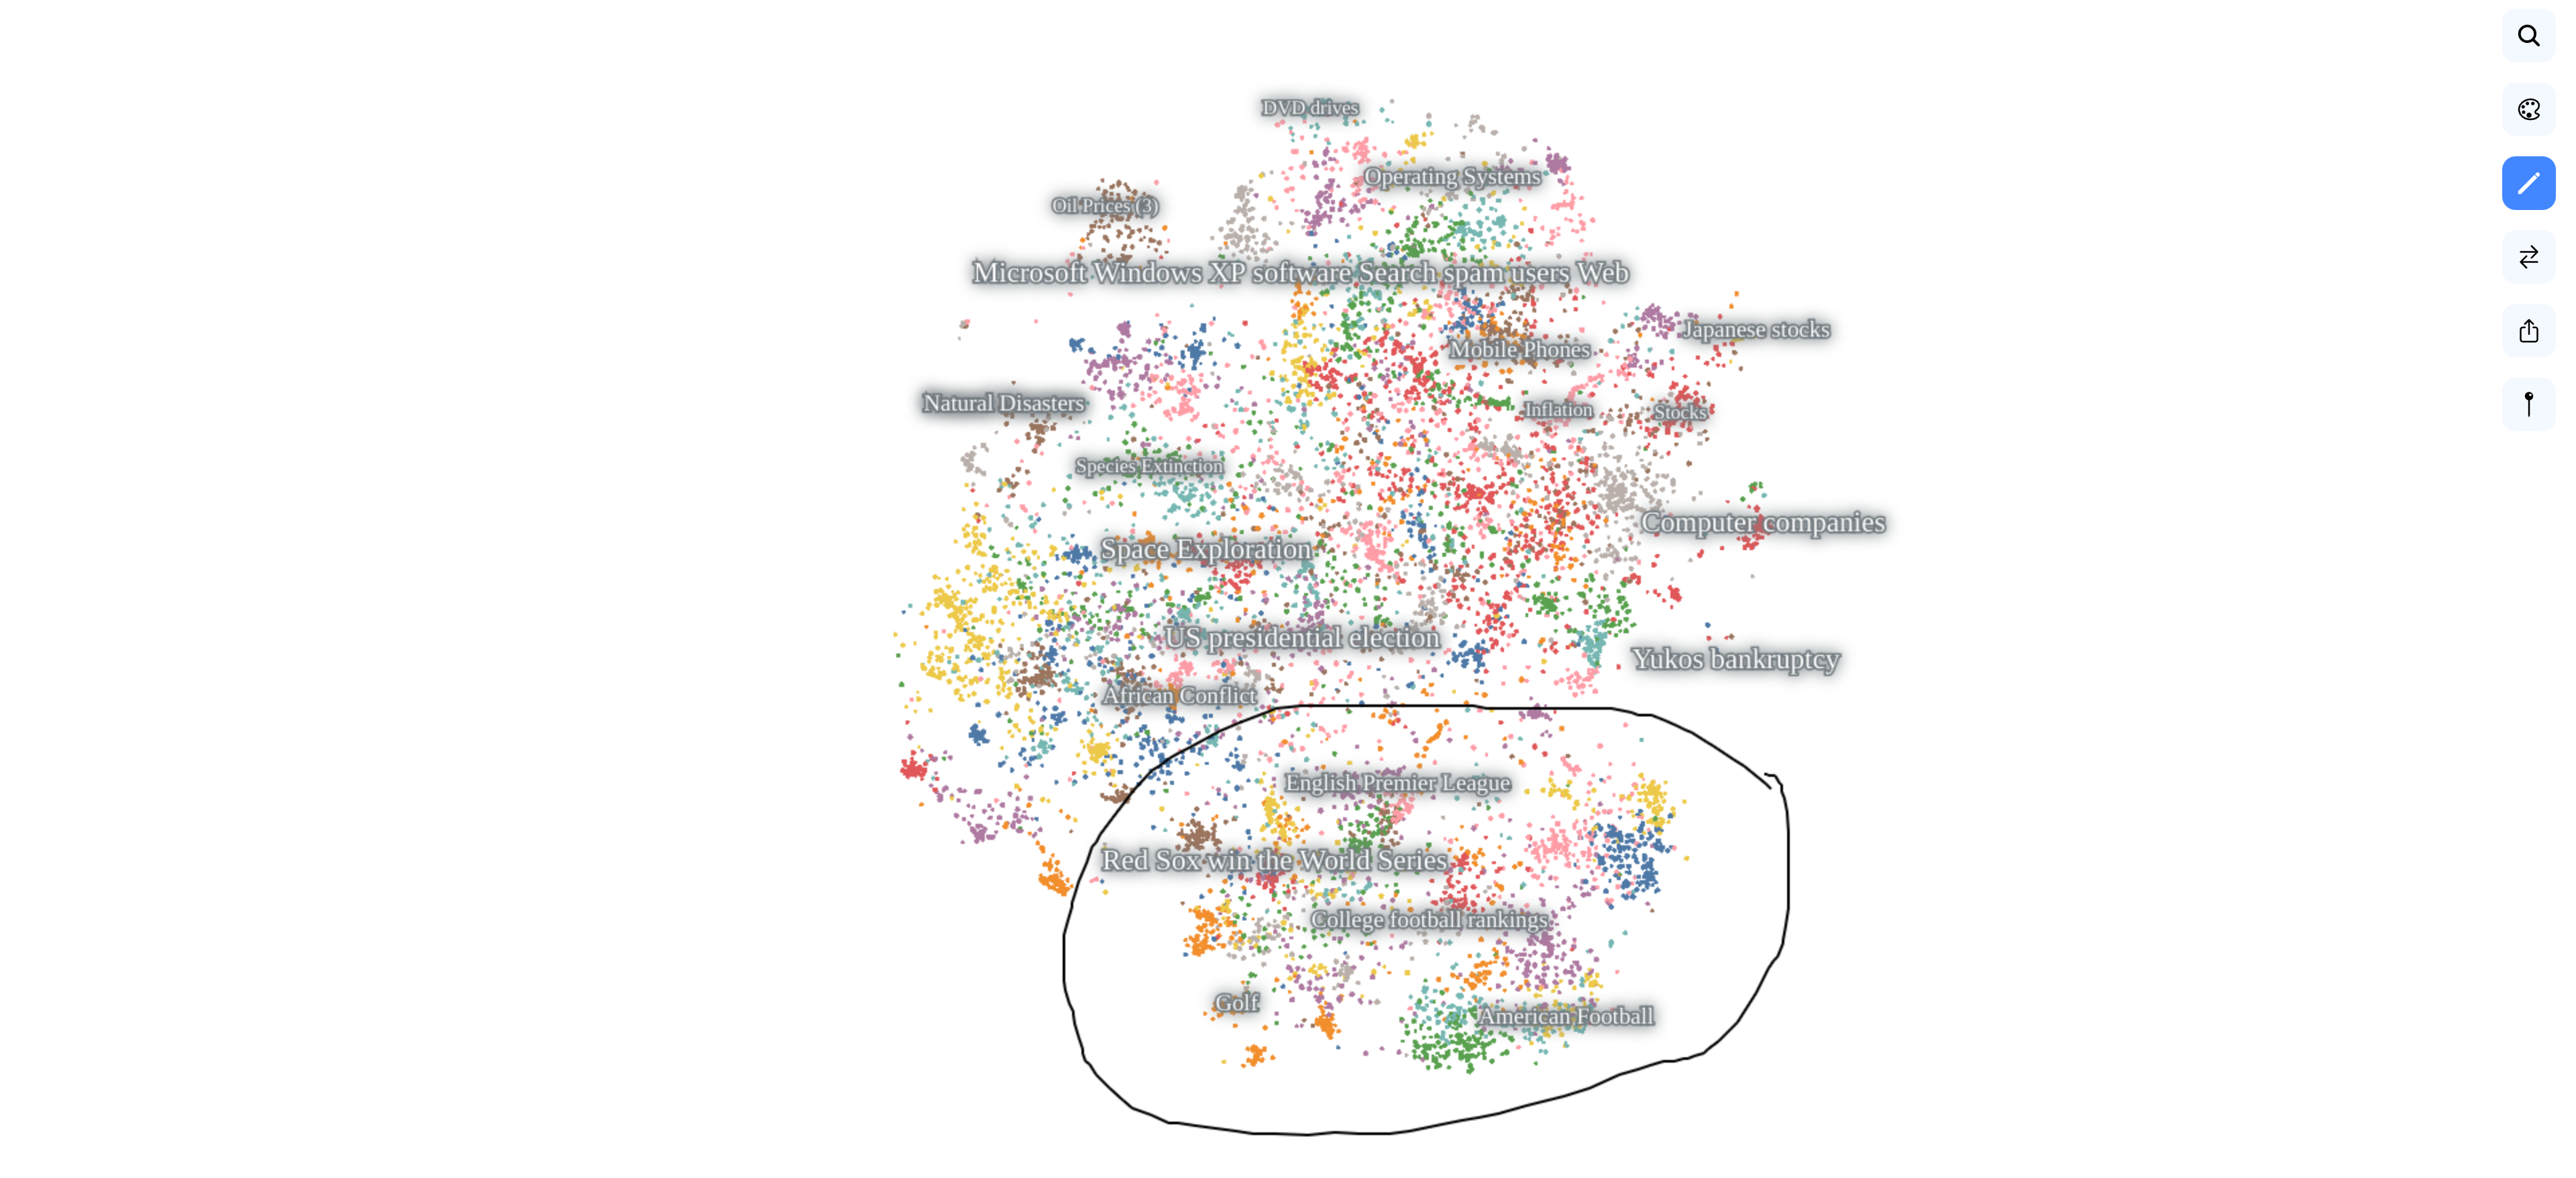 DVD drives
Operating Systems
Oil Prices (3)
Microsoft Windows XP software Search spam users Web
Japanese stocks
Mobile Phones
Natural Disasters
Inflation
Stocks
Species Extinction
Computer companies
Space Exploration
US presidential election
Yukos bankruptcy
African Conflict
English Premier League
Red Sox win the World Series
College football rankings
Golf
American Football